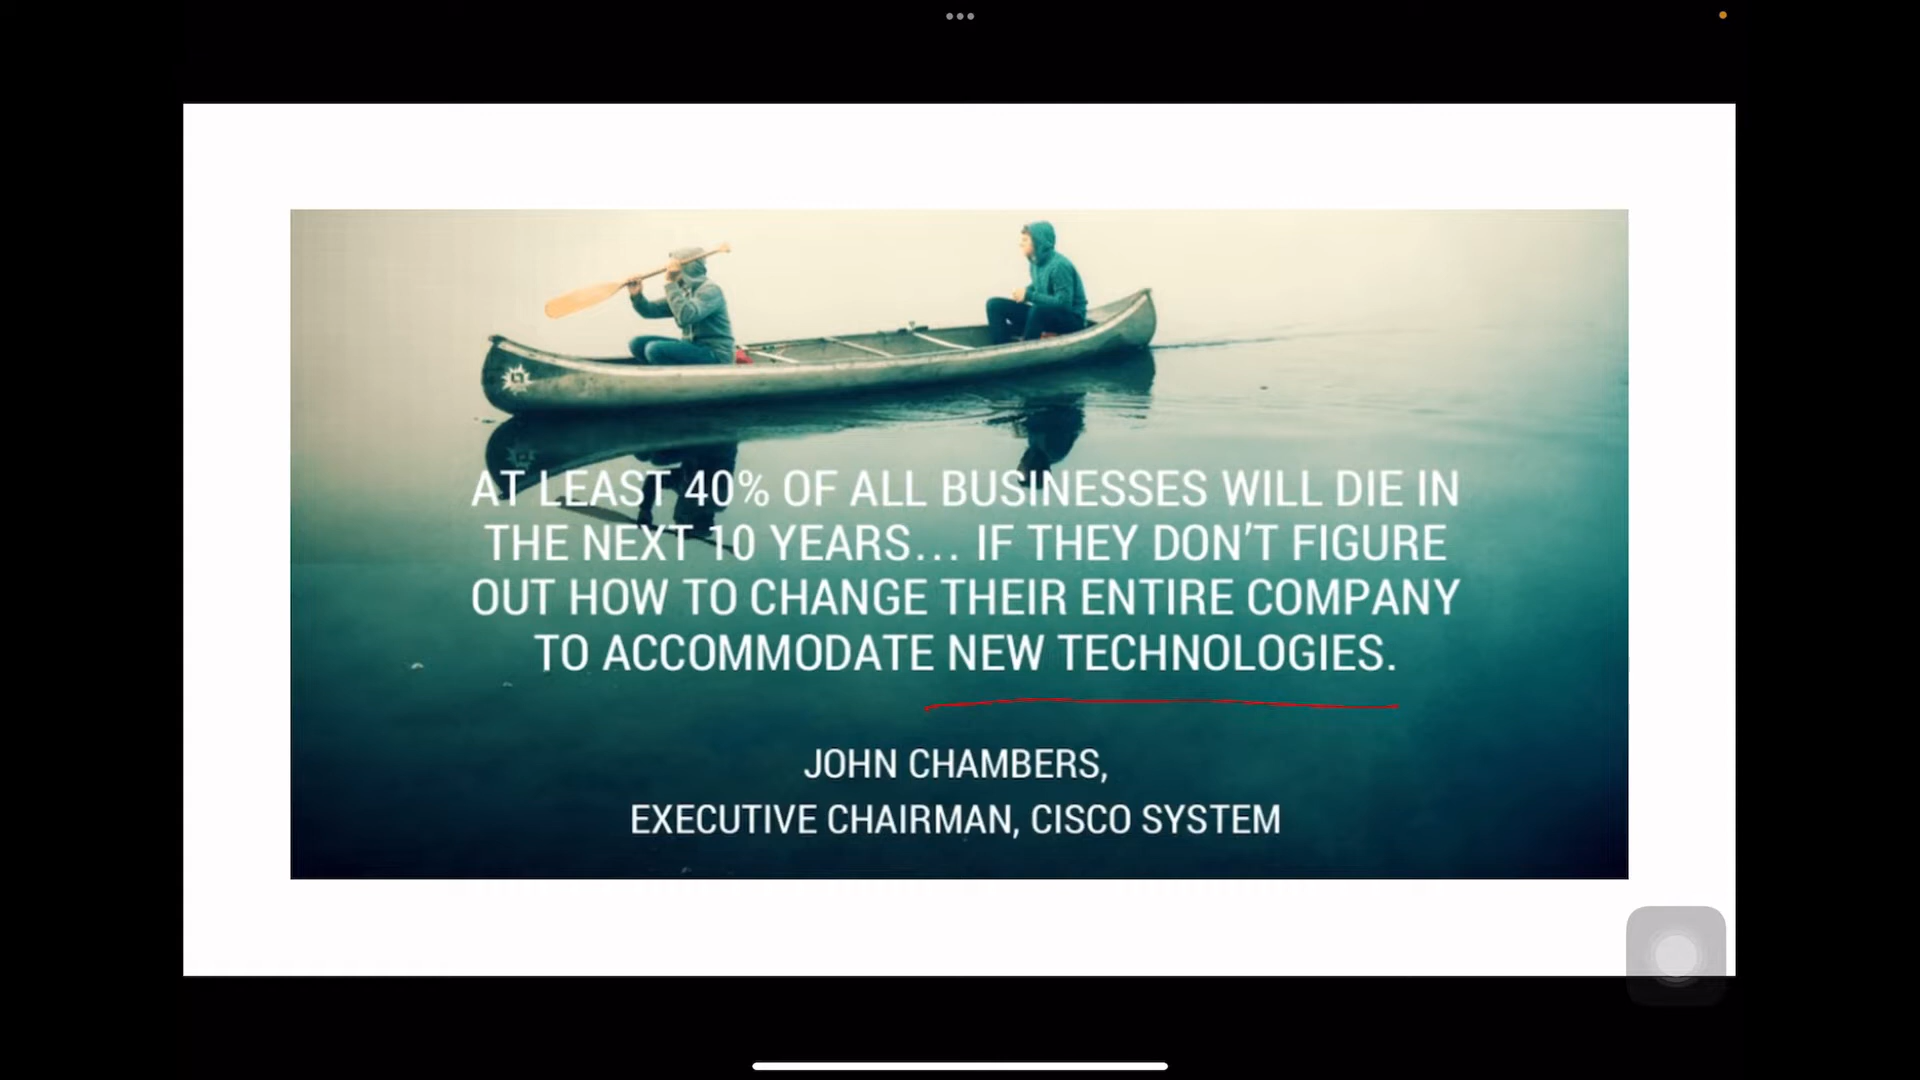 AT LEAST 40% OF ALL BUSINESSES WILL DIE IN
THE NEXT 10 YEARS... IF THEY DON'T FIGURE
OUT HOW TO CHANGE THEIR ENTIRE COMPANY
TO ACCOMMODATE NEW TECHNOLOGIES.
JOHN CHAMBERS,
EXECUTIVE CHAIRMAN, CISCO SYSTEM